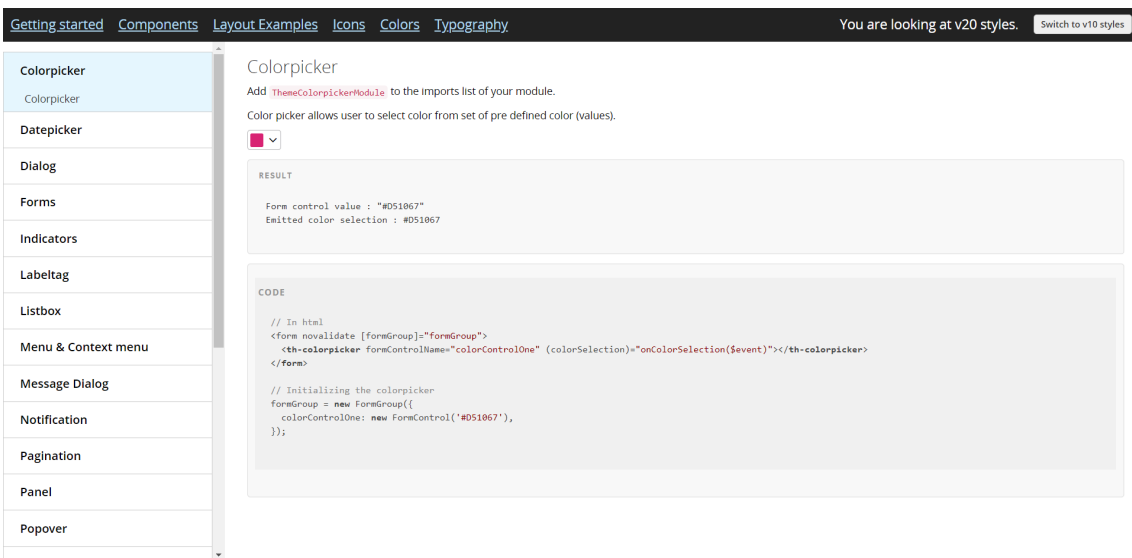 Getting started Components Layout Examples Icons Colors Typography You are looking at v20 styles. Switch to v10 styles
Colorpicker
Colorpicker
Datepicker
Dialog
Forms
Indicators
Labeltag
Listbox
Menu & Context menu
Message Dialog
Notification
Pagination
Panel
Popover
Colorpicker
Add ThemeColorpickerModule to the imports list of your module.
Color picker allows user to select color from set of pre defined color (values).
RESULT
Form control value : "#D51067"
Emitted color selection : #D51067
CODE
// In html
<form novalidate [formGroup]="formGroup">
  <th-colorpicker formControlName="colorControlOne" (colorSelection)="onColorSelection($event)"></th-colorpicker>
</form>
// Initializing the colorpicker
formGroup = new FormGroup({
  colorControlOne: new FormControl('#D51067'),
});